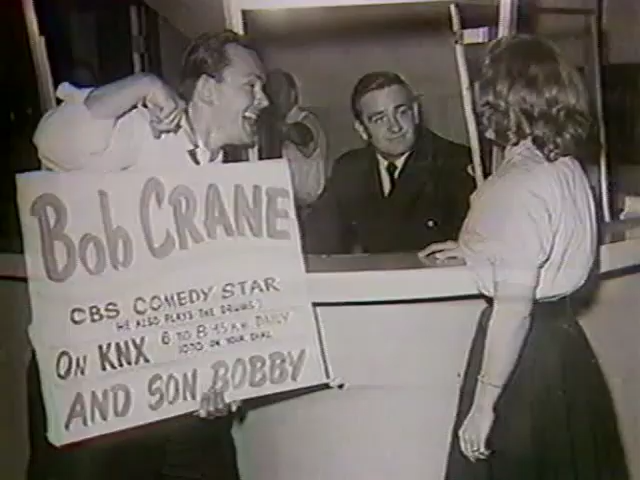 Bob CRANE
CBS COMEDY STAR
HE ALSO PLAYS THE DRUMS!
ON KNX 6 TO 8:15 A.M. DAILY
1070 ON YOUR DIAL
AND SON BOBBY